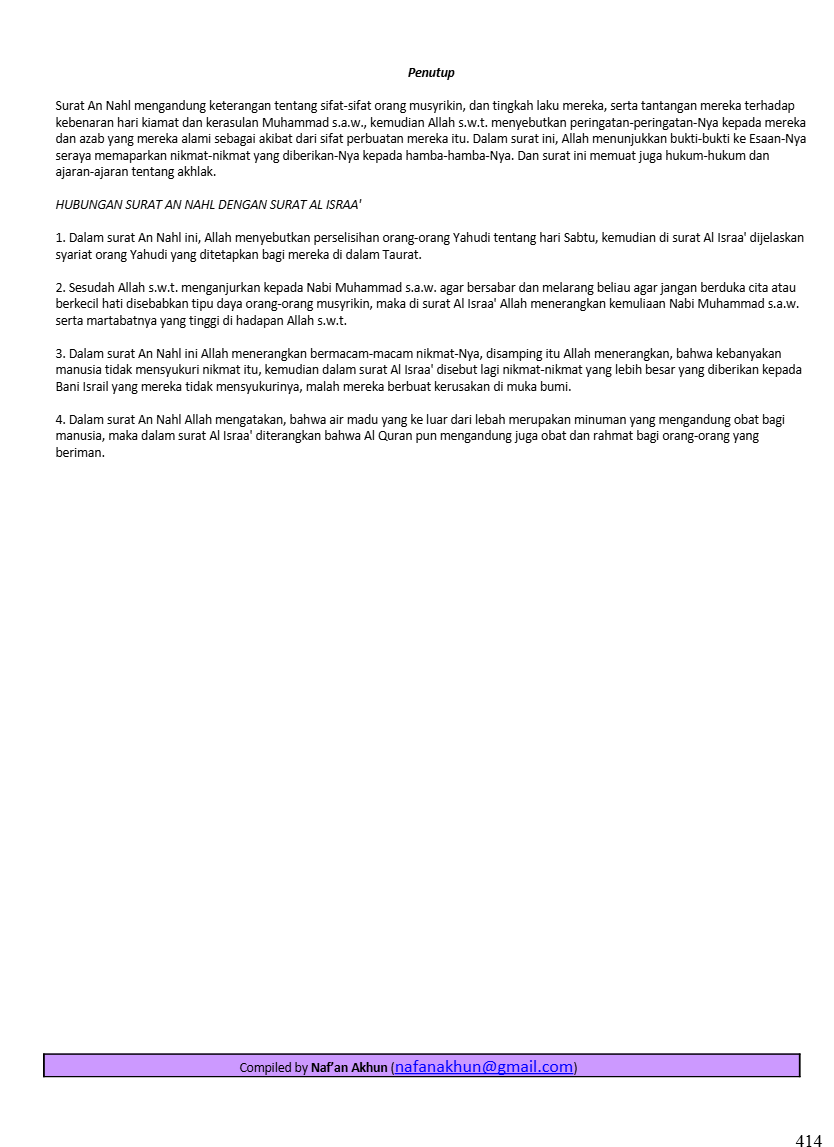 Penutup
Surat An Nahl mengandung keterangan tentang sifat-sifat orang musyrikin, dan tingkah laku mereka, serta tantangan mereka terhadap
kebenaran hari kiamat dan kerasulan Muhammad s.a.w., kemudian Allah s.w.t. menyebutkan peringatan-peringatan-Nya kepada mereka
dan azab yang mereka alami sebagai akibat dari sifat perbuatan mereka itu. Dalam surat ini, Allah menunjukkan bukti-bukti ke Esaan-Nya
seraya memaparkan nikmat-nikmat yang diberikan-Nya kepada hamba-hamba-Nya. Dan surat ini memuat juga hukum-hukum dan
ajaran-ajaran tentang akhlak.
HUBUNGAN SURAT AN NAHL DENGAN SURAT AL ISRAA'
1. Dalam surat An Nahl ini, Allah menyebutkan perselisihan orang-orang Yahudi tentang hari Sabtu, kemudian di surat Al Israa' dijelaskan
syariat orang Yahudi yang ditetapkan bagi mereka di dalam Taurat.
2. Sesudah Allah s.w.t. menganjurkan kepada Nabi Muhammad s.a.w. agar bersabar dan melarang beliau agar jangan berduka cita atau
berkecil hati disebabkan tipu daya orang-orang musyrikin, maka di surat Al Israa' Allah menerangkan kemuliaan Nabi Muhammad s.a.w.
serta martabatnya yang tinggi di hadapan Allah s.w.t.
3. Dalam surat An Nahl ini Allah menerangkan bermacam-macam nikmat-Nya, disamping itu Allah menerangkan, bahwa kebanyakan
manusia tidak mensyukuri nikmat itu, kemudian dalam surat Al Israa' disebut lagi nikmat-nikmat yang lebih besar yang diberikan kepada
Bani Israil yang mereka tidak mensyukurinya, malah mereka berbuat kerusakan di muka bumi.
4. Dalam surat An Nahl Allah mengatakan, bahwa air madu yang ke luar dari lebah merupakan minuman yang mengandung obat bagi
manusia, maka dalam surat Al Israa' diterangkan bahwa Al Quran pun mengandung juga obat dan rahmat bagi orang-orang yang
beriman.
Compiled by Naf'an Akhun (nafanakhun@gmail.com)
414